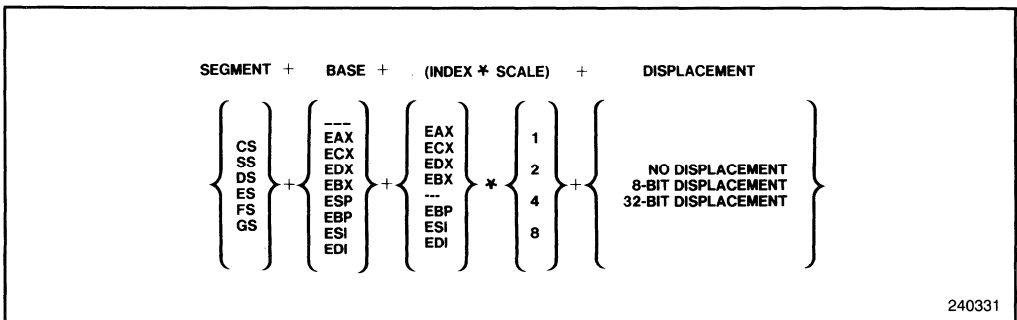 SEGMENT + BASE + (INDEX * SCALE) + DISPLACEMENT
CS
SS
DS
ES
FS
GS
+
---
EAX
ECX
EDX
EBX
ESP
EBP
ESI
EDI
+
EAX
ECX
EDX
EBX
---
EBP
ESI
EDI
*
1
2
4
8
+
NO DISPLACEMENT
8-BIT DISPLACEMENT
32-BIT DISPLACEMENT
240331